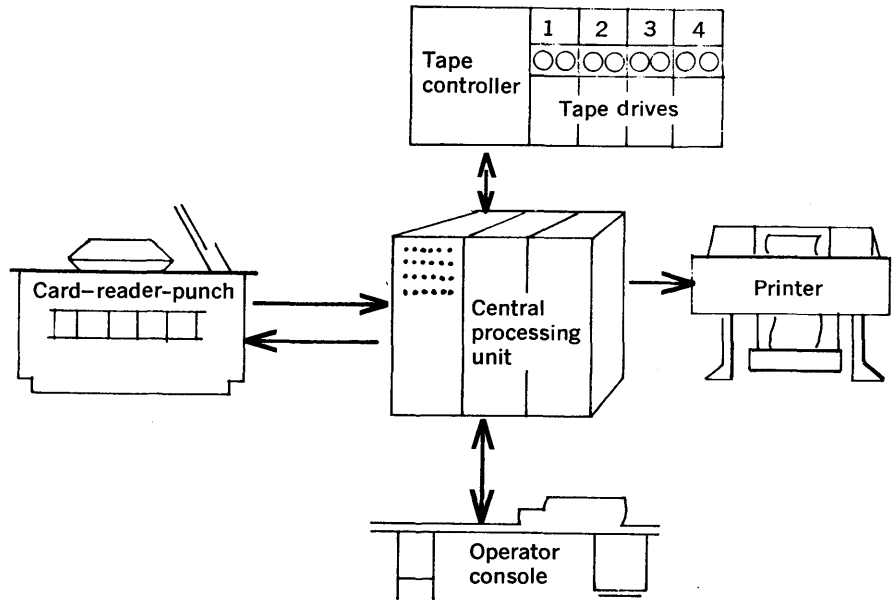 1 2 3 4
Tape
controller
Tape drives
Card-reader-punch
Central
processing
unit
Printer
Operator
console